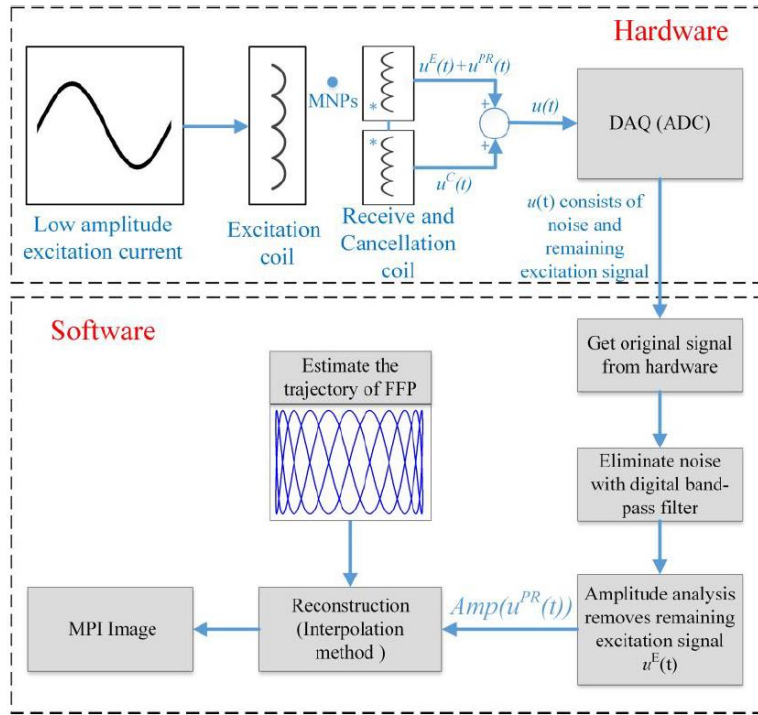 Hardware
u^E(t)+u^PR(t)
MNPs
*
+
u(t)
DAQ (ADC)
*
+
u^C(t)
Low amplitude
excitation current
Excitation
coil
Receive and
Cancellation
coil
u(t) consists of
noise and
remaining
excitation signal
Software
Get original signal
from hardware
Estimate the
trajectory of FFP
Eliminate noise
with digital band-
pass filter
Amplitude analysis
removes remaining
excitation signal
u^E(t)
Amp(u^PR(t))
Reconstruction
(Interpolation
method )
MPI Image